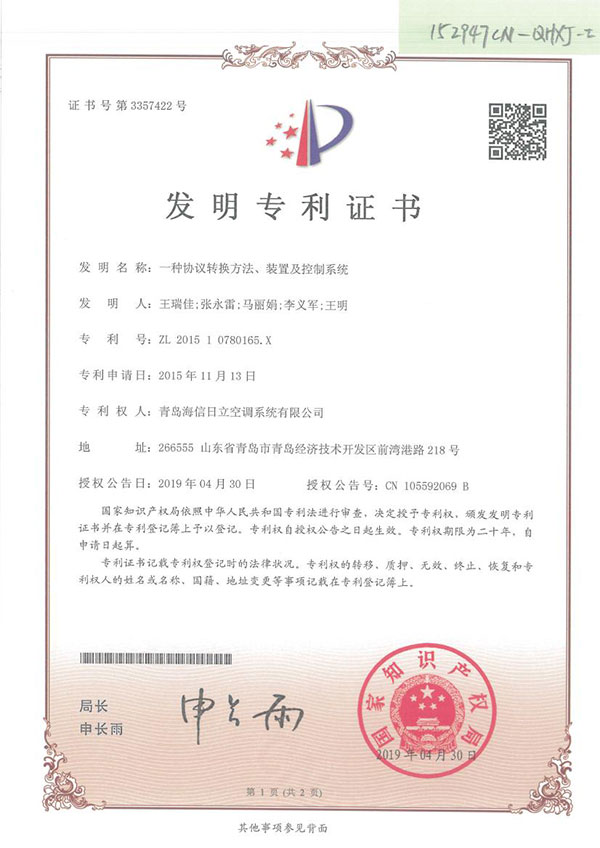 152947CN-QHXJ-I
证书号第3357422号
发明专利证书
发明名称：一种协议转换方法、装置及控制系统
发明人：王瑞佳;张永雷;马丽娟;李义军;王明
专利号：ZL 2015 1 0780165.X
专利申请日：2015年11月13日
专利权人：青岛海信日立空调系统有限公司
地址：266555 山东省青岛市青岛经济技术开发区前湾港路218号
授权公告日：2019年04月30日 授权公告号：CN 105592069 B
国家知识产权局依照中华人民共和国专利法进行审查，决定授予专利权，颁发发明专利
证书并在专利登记簿上予以登记。专利权自授权公告之日起生效。专利权期限为二十年，自
申请日起算。
专利证书记载专利权登记时的法律状况。专利权的转移、质押、无效、终止、恢复和专
利权人的姓名或名称、国籍、地址变更等事项记载在专利登记簿上。
局长
申长雨
申长雨
国家知识产权局
2019年04月30日
第1页(共2页)
其他事项参见背面